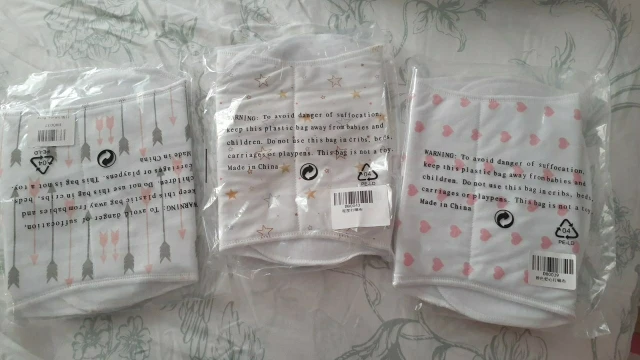 WARNING: To avoid danger of suffocation,
keep this plastic bag away from babies and
children. Do not use this bag in cribs, beds,
carriages or playpens. This bag is not a toy.
Made in China
04
PE-LD
WARNING: To avoid danger of suffocation,
keep this plastic bag away from babies and
children. Do not use this bag in cribs, beds,
carriages or playpens. This bag is not a toy.
Made in China
04
PE-LD
WARNING: To avoid danger of suffocation,
keep this plastic bag away from babies and
children. Do not use this bag in cribs, beds,
carriages or playpens. This bag is not a toy
Made in China
04
PE-LD